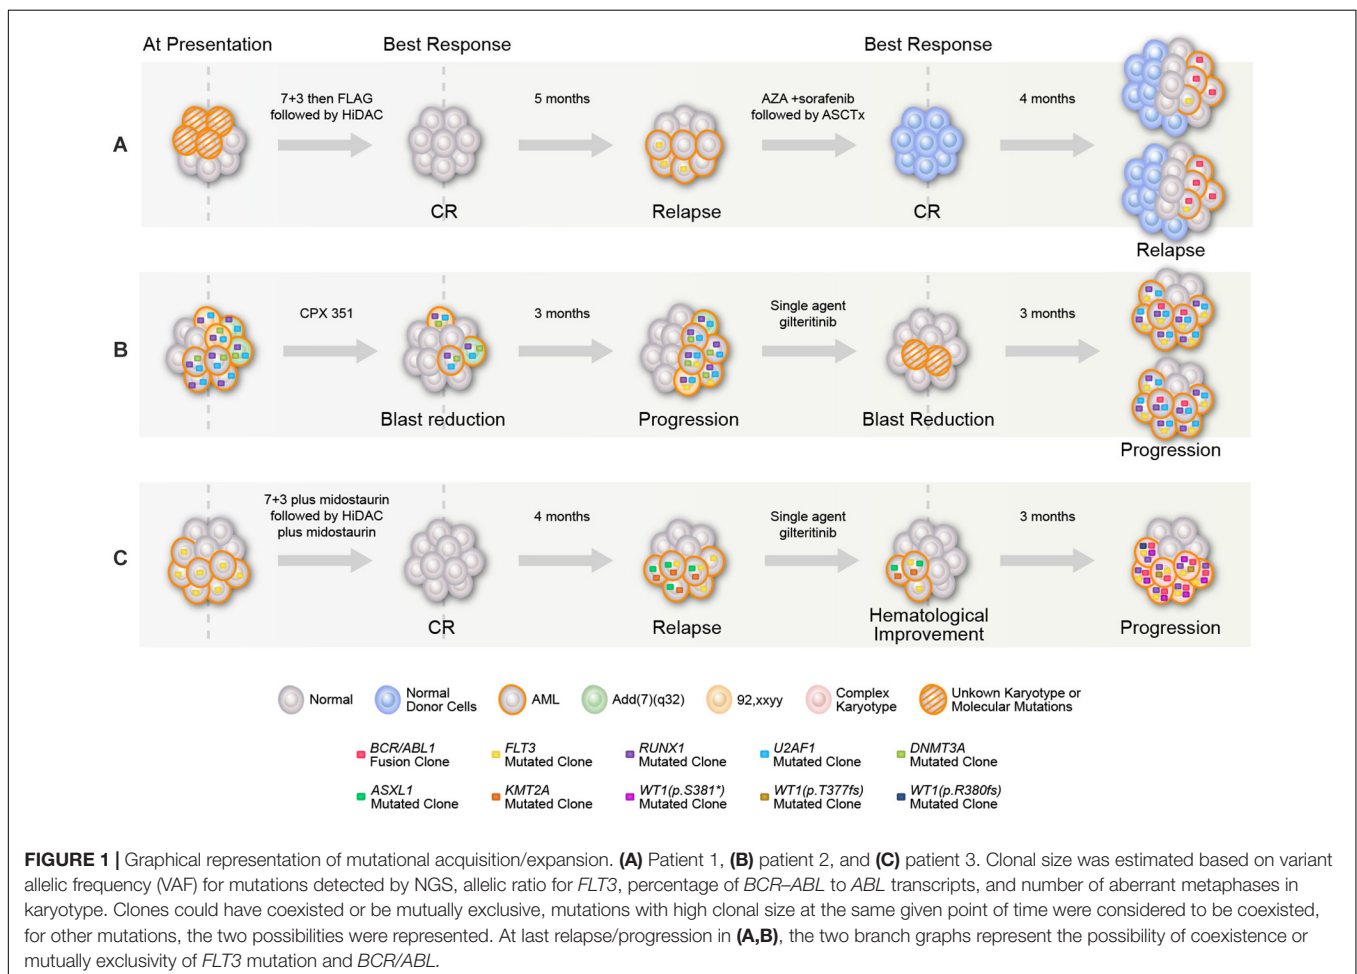 At Presentation
Best Response
Best Response
7+3 then FLAG
followed by HiDAC
5 months
AZA +sorafenib
followed by ASCTx
4 months
A
CR
Relapse
CR
Relapse
CPX 351
3 months
Single agent
gilteritinib
3 months
B
Blast reduction
Progression
Blast Reduction
Progression
7+3 plus midostaurin
followed by HiDAC
plus midostaurin
4 months
Single agent
gilteritinib
3 months
C
CR
Relapse
Hematological
Improvement
Progression
Normal
Normal
Donor Cells
AML
Add(7)(q32)
92,xxyy
Complex
Karyotype
Unkown Karyotype or
Molecular Mutations
BCR/ABL1
Fusion Clone
FLT3
Mutated Clone
RUNX1
Mutated Clone
U2AF1
Mutated Clone
DNMT3A
Mutated Clone
ASXL1
Mutated Clone
KMT2A
Mutated Clone
WT1(p.S381*)
Mutated Clone
WT1(p.T377fs)
Mutated Clone
WT1(p.R380fs)
Mutated Clone
FIGURE 1 | Graphical representation of mutational acquisition/expansion. (A) Patient 1, (B) patient 2, and (C) patient 3. Clonal size was estimated based on variant
allelic frequency (VAF) for mutations detected by NGS, allelic ratio for FLT3, percentage of BCR–ABL to ABL transcripts, and number of aberrant metaphases in
karyotype. Clones could have coexisted or be mutually exclusive, mutations with high clonal size at the same given point of time were considered to be coexisted,
for other mutations, the two possibilities were represented. At last relapse/progression in (A,B), the two branch graphs represent the possibility of coexistence or
mutually exclusivity of FLT3 mutation and BCR/ABL.